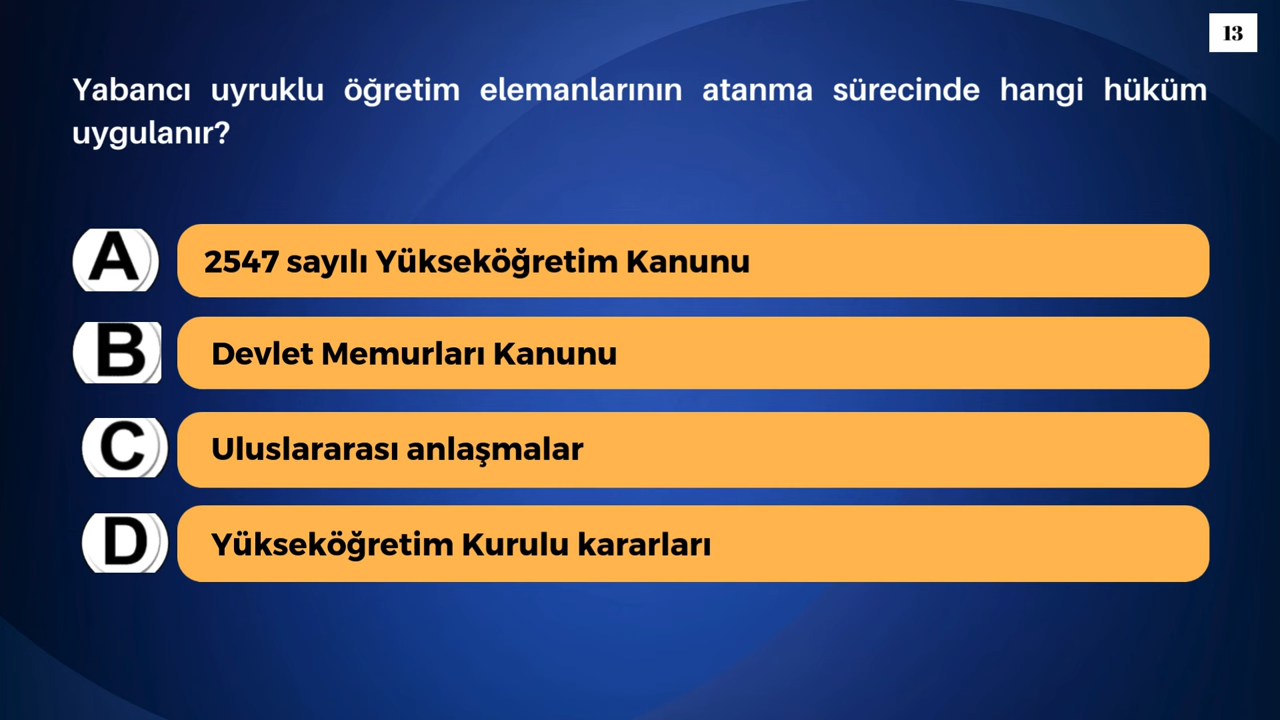 13
Yabancı uyruklu öğretim elemanlarının atanma sürecinde hangi hüküm
uygulanır?
A 2547 sayılı Yükseköğretim Kanunu
B Devlet Memurları Kanunu
C Uluslararası anlaşmalar
D Yükseköğretim Kurulu kararları